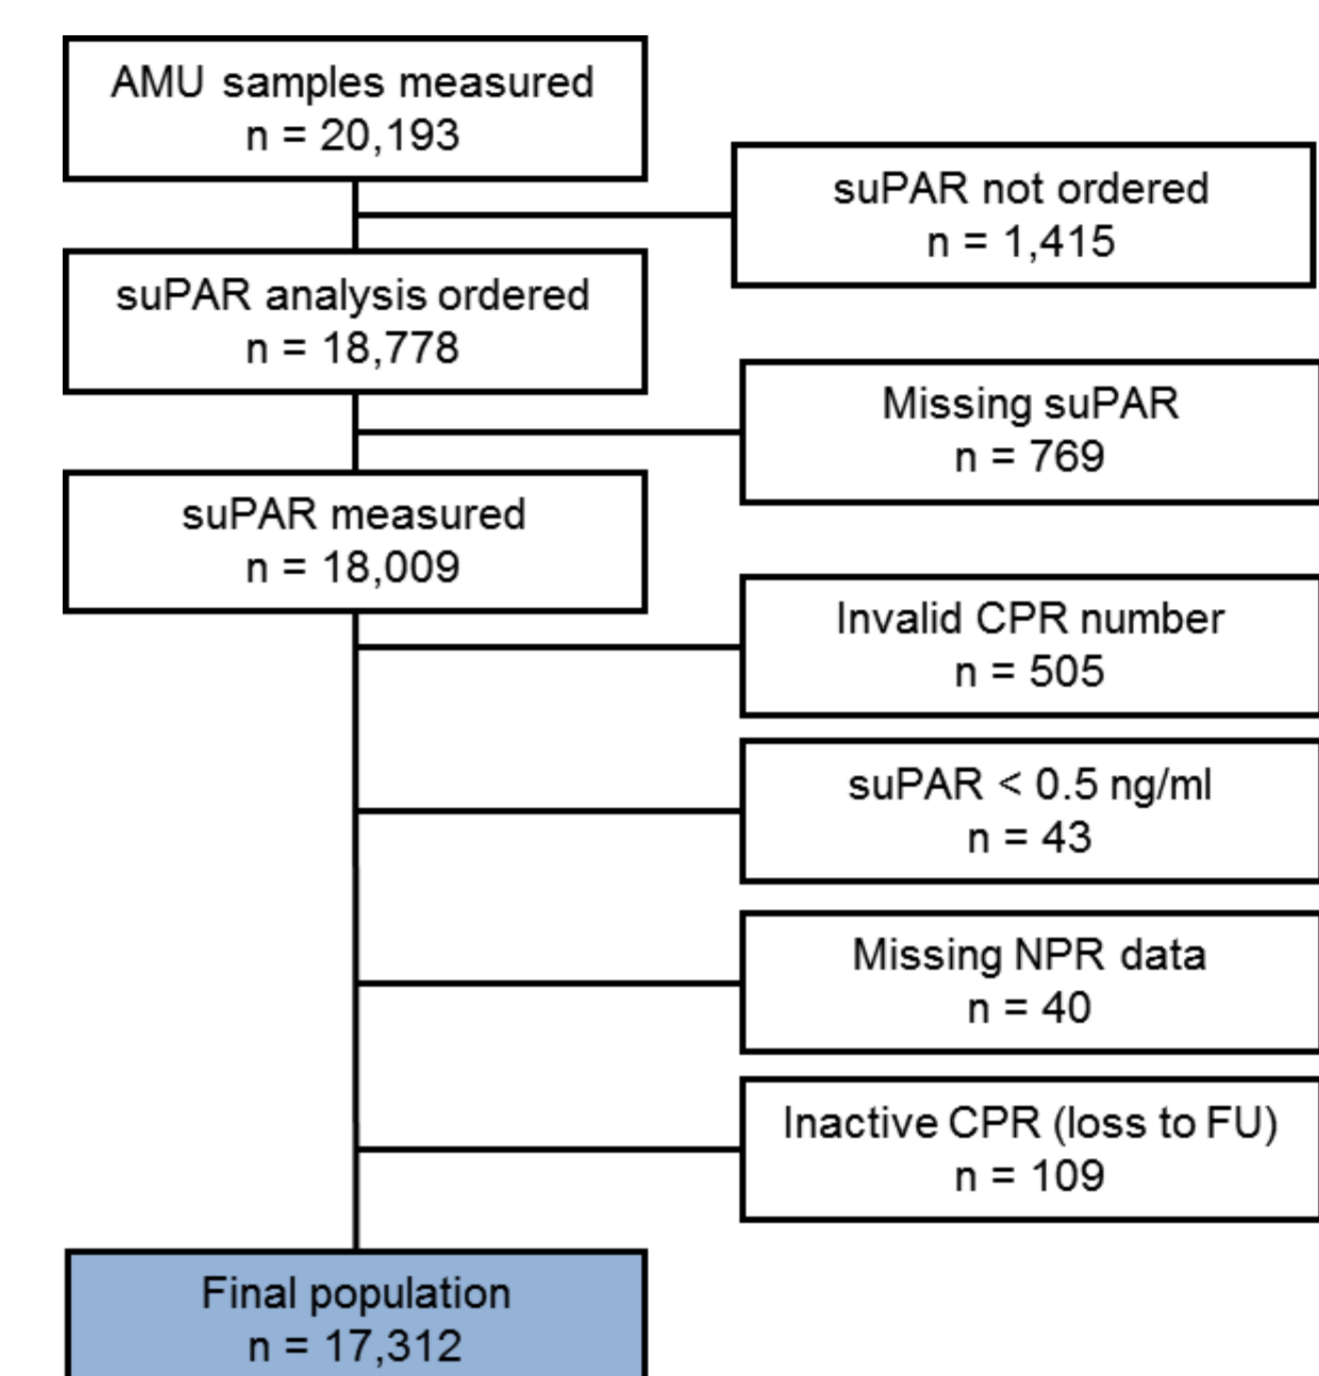 AMU samples measured
n = 20,193
suPAR not ordered
n = 1,415
suPAR analysis ordered
n = 18,778
Missing suPAR
n = 769
suPAR measured
n = 18,009
Invalid CPR number
n = 505
suPAR < 0.5 ng/ml
n = 43
Missing NPR data
n = 40
Inactive CPR (loss to FU)
n = 109
Final population
n = 17,312